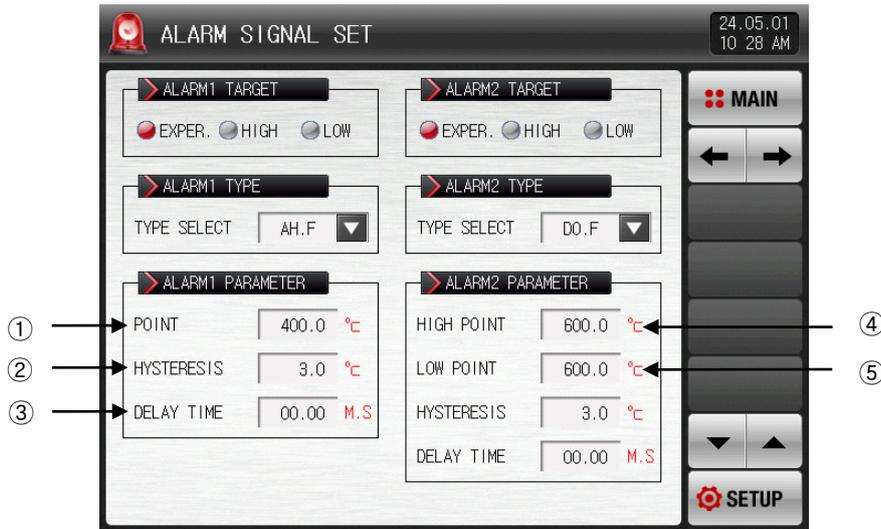 ALARM SIGNAL SET
24.05.01
10 28 AM
ALARM1 TARGET
EXPER. HIGH LOW
ALARM1 TYPE
TYPE SELECT AH.F
ALARM1 PARAMETER
① POINT 400.0 ℃
② HYSTERESIS 3.0 ℃
③ DELAY TIME 00.00 M.S
ALARM2 TARGET
EXPER. HIGH LOW
ALARM2 TYPE
TYPE SELECT DO.F
ALARM2 PARAMETER
HIGH POINT 600.0 ℃ ④
LOW POINT 600.0 ℃ ⑤
HYSTERESIS 3.0 ℃
DELAY TIME 00.00 M.S
MAIN
SETUP